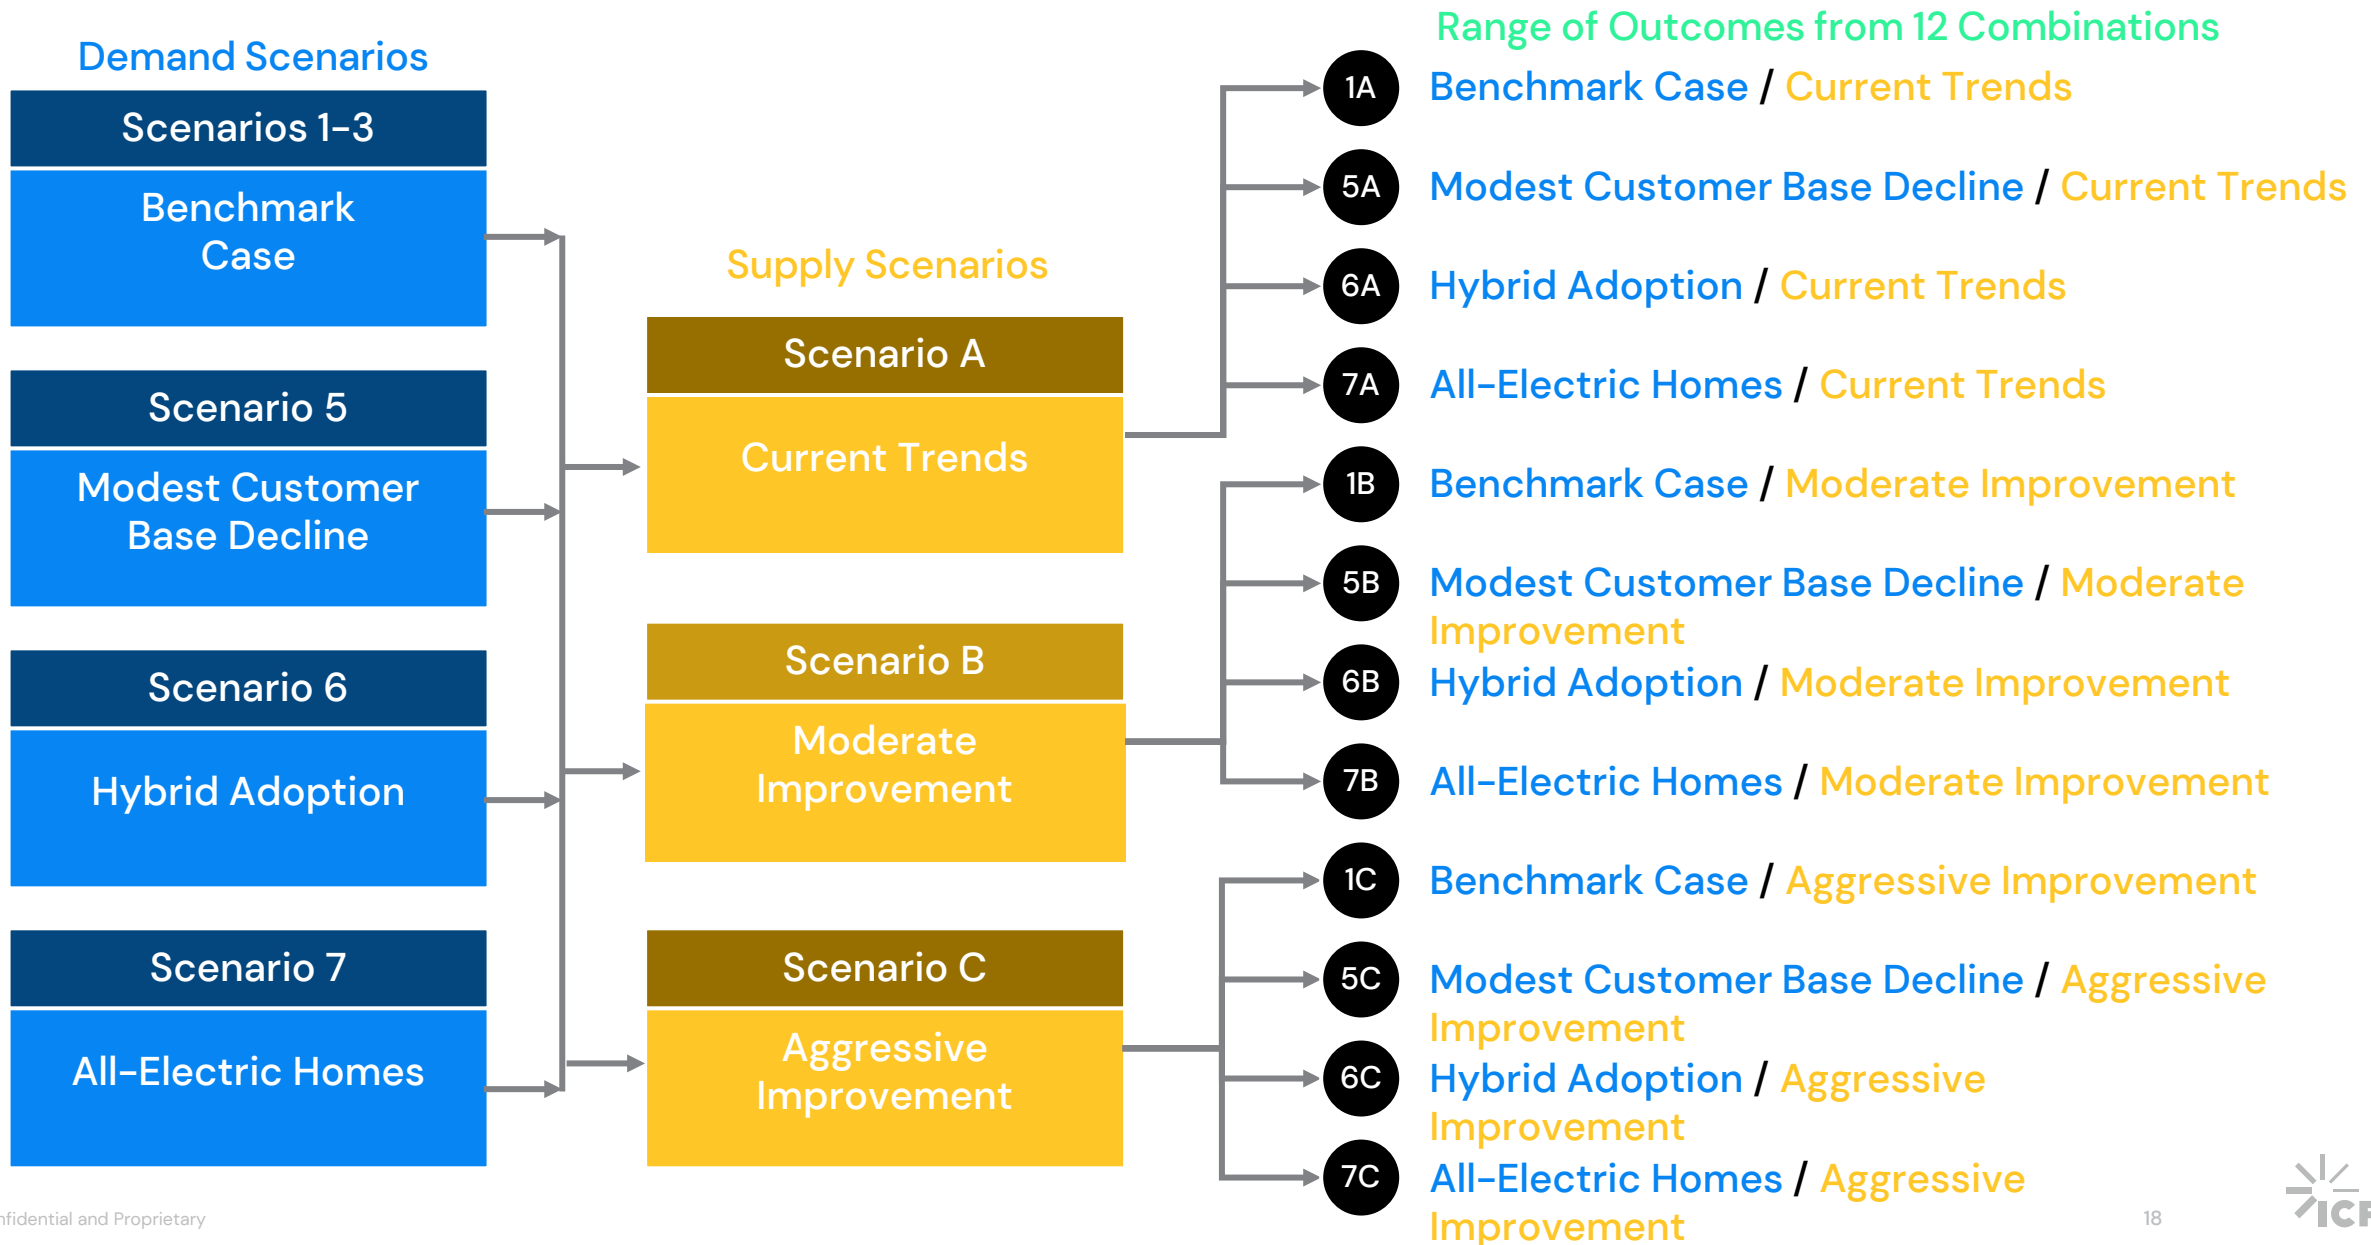 Demand Scenarios
Scenarios 1-3
Benchmark
Case
Scenario 5
Modest Customer
Base Decline
Scenario 6
Hybrid Adoption
Scenario 7
All-Electric Homes
Supply Scenarios
Scenario A
Current Trends
Scenario B
Moderate
Improvement
Scenario C
Aggressive
Improvement
Range of Outcomes from 12 Combinations
1A Benchmark Case / Current Trends
5A Modest Customer Base Decline / Current Trends
6A Hybrid Adoption / Current Trends
7A All-Electric Homes / Current Trends
1B Benchmark Case / Moderate Improvement
5B Modest Customer Base Decline / Moderate
Improvement
6B Hybrid Adoption / Moderate Improvement
7B All-Electric Homes / Moderate Improvement
1C Benchmark Case / Aggressive Improvement
5C Modest Customer Base Decline / Aggressive
Improvement
6C Hybrid Adoption / Aggressive
Improvement
7C All-Electric Homes / Aggressive
Improvement
nfidential and Proprietary
18
ICF